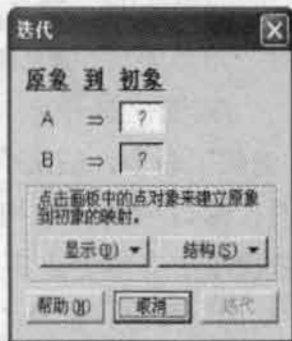 迭代
原象 到 初象
A ⇒ ?
B ⇒ ?
点击画板中的点对象来建立原象
到初象的映射。
显示(D) 结构(S)
帮助(H) 取消 迭代